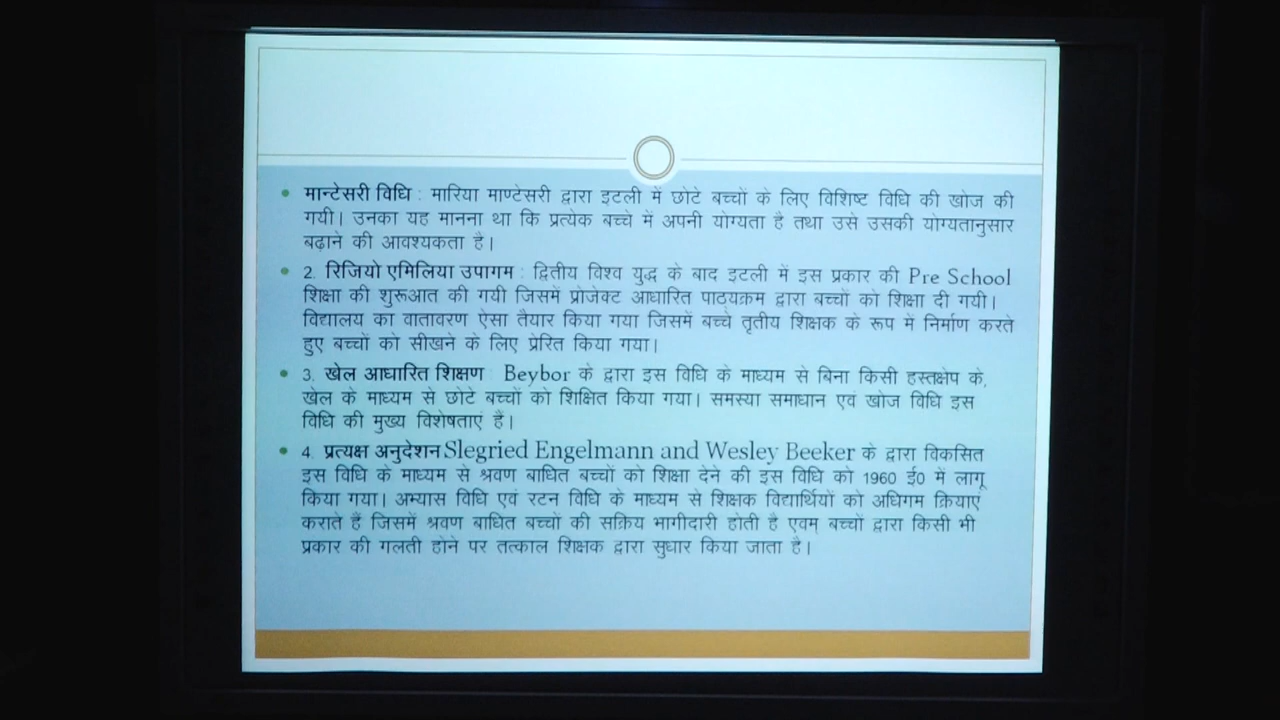 मान्टेसरी विधि : मारिया माण्टेसरी द्वारा इटली में छोटे बच्चों के लिए विशिष्ट विधि की खोज की
गयी। उनका यह मानना था कि प्रत्येक बच्चे में अपनी योग्यता है तथा उसे उसकी योग्यतानुसार
बढ़ाने की आवश्यकता है।
2. रिजियो एमिलिया उपागम : द्वितीय विश्व युद्ध के बाद इटली में इस प्रकार की Pre School
शिक्षा की शुरूआत की गयी जिसमें प्रोजेक्ट आधारित पाठ्यक्रम द्वारा बच्चों को शिक्षा दी गयी।
विद्यालय का वातावरण ऐसा तैयार किया गया जिसमें बच्चे तृतीय शिक्षक के रूप में निर्माण करते
हुए बच्चों को सीखने के लिए प्रेरित किया गया।
3. खेल आधारित शिक्षण : Beybor के द्वारा इस विधि के माध्यम से बिना किसी हस्तक्षेप के,
खेल के माध्यम से छोटे बच्चों को शिक्षित किया गया। समस्या समाधान एवं खोज विधि इस
विधि की मुख्य विशेषताएं हैं।
4. प्रत्यक्ष अनुदेशन Slegried Engelmann and Wesley Beeker के द्वारा विकसित
इस विधि के माध्यम से श्रवण बाधित बच्चों को शिक्षा देने की इस विधि को 1960 ई0 में लागू
किया गया। अभ्यास विधि एवं रटन विधि के माध्यम से शिक्षक विद्यार्थियों को अधिगम क्रियाएं
कराते हैं जिसमें श्रवण बाधित बच्चों की सक्रिय भागीदारी होती है एवम् बच्चों द्वारा किसी भी
प्रकार की गलती होने पर तत्काल शिक्षक द्वारा सुधार किया जाता है।